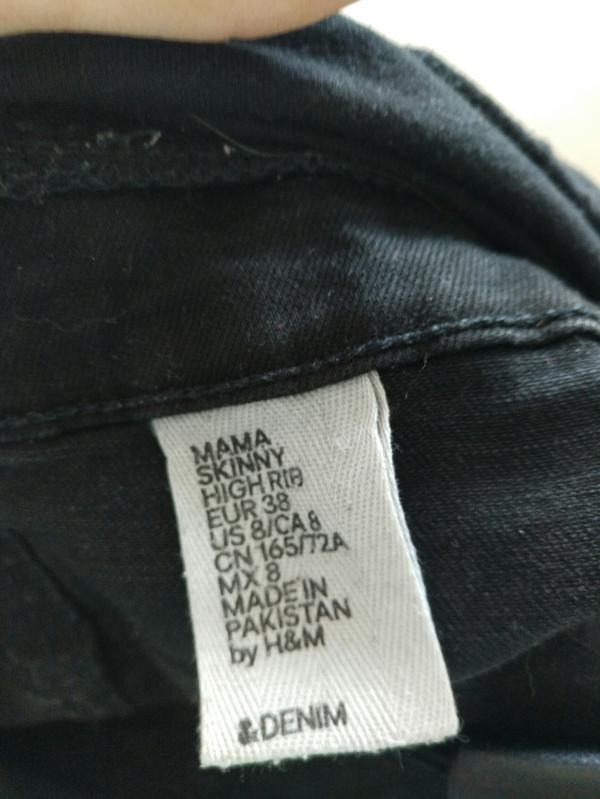 MAMA
SKINNY
HIGH RIB
EUR 38
US 8/CA 8
CN 165/72A
MX 8
MADE IN
PAKISTAN
by H&M
&DENIM